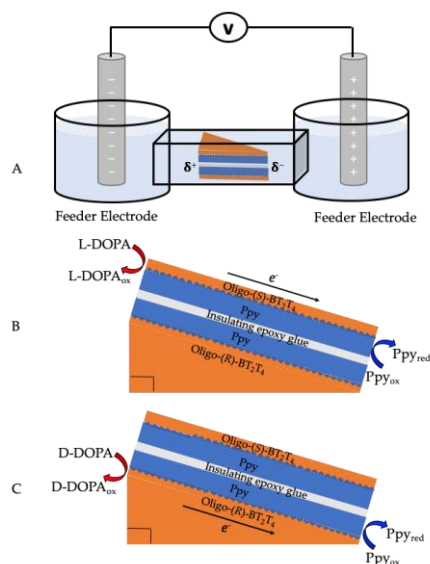 V
− − − − − − − −
+ + + + + + + +
δ⁺ δ⁻
A
Feeder Electrode Feeder Electrode
L-DOPA
L-DOPAox
e⁻
Oligo-(S)-BT₂T₄
B
Ppy
Insulating epoxy glue
Ppy
Oligo-(R)-BT₂T₄
Ppyred
Ppyox
Oligo-(S)-BT₂T₄
D-DOPA
C
D-DOPAox
Ppy
Insulating epoxy glue
Ppy
Oligo-(R)-BT₂T₄
e⁻
Ppyred
Ppyox